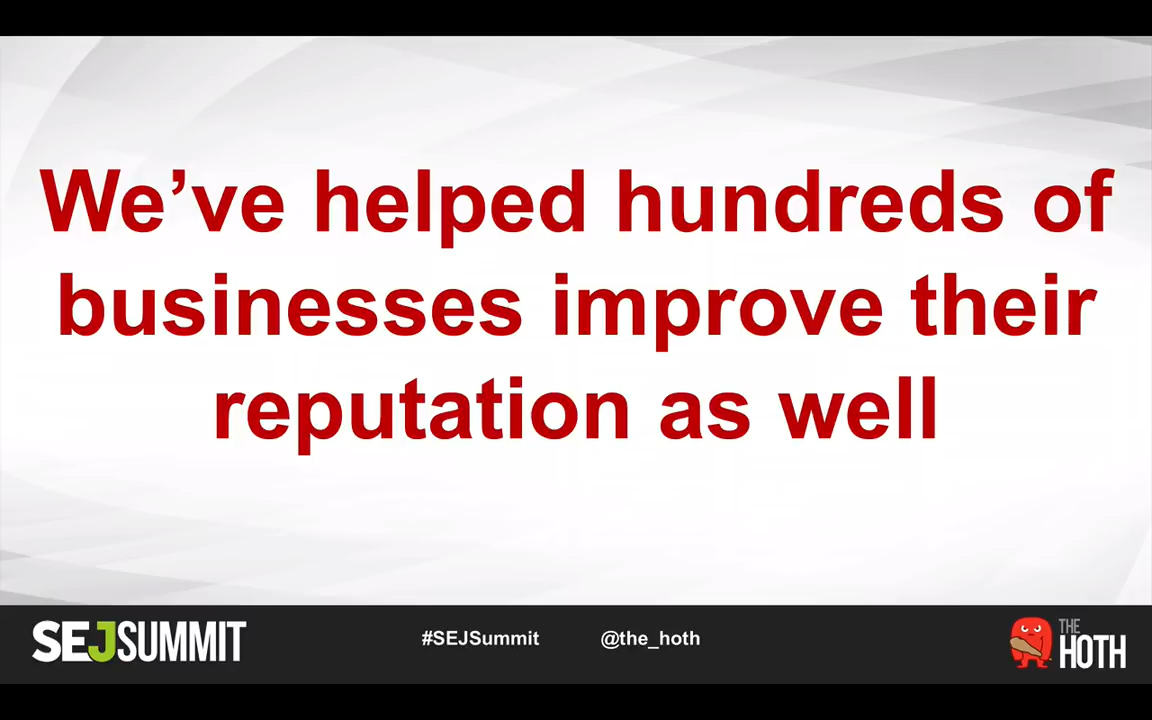 We’ve helped hundreds of
businesses improve their
reputation as well
SEJSUMMIT
#SEJSummit
@the_hoth
THE
HOTH